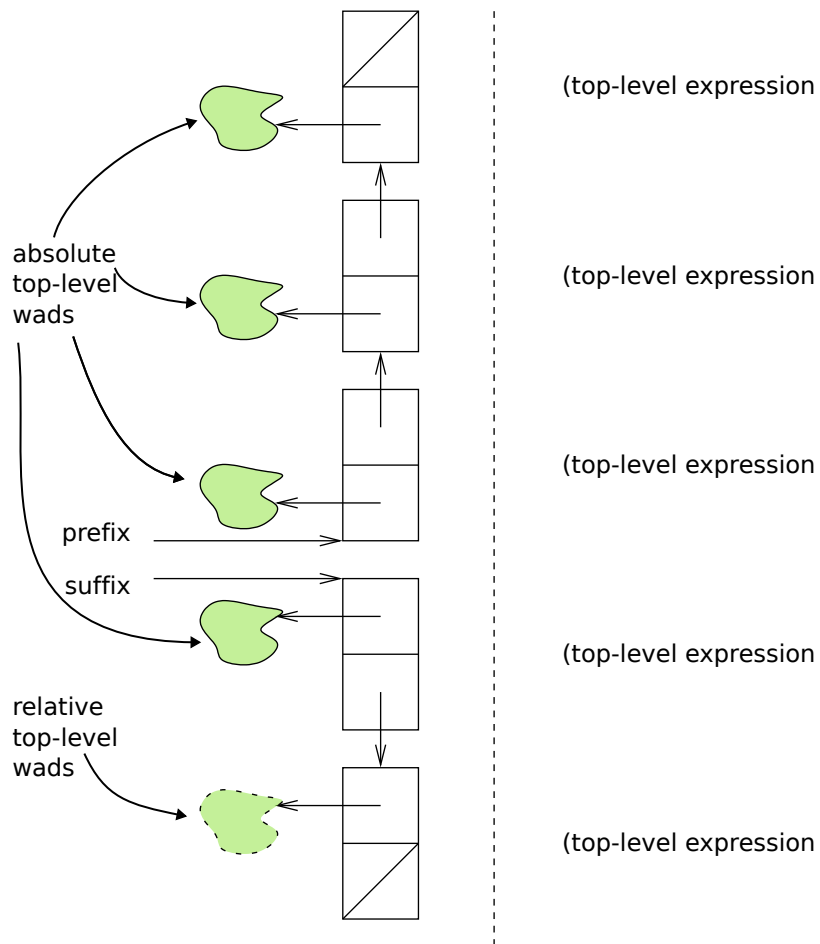 (top-level expression
absolute
top-level
wads
(top-level expression
(top-level expression
prefix
suffix
(top-level expression
relative
top-level
wads
(top-level expression